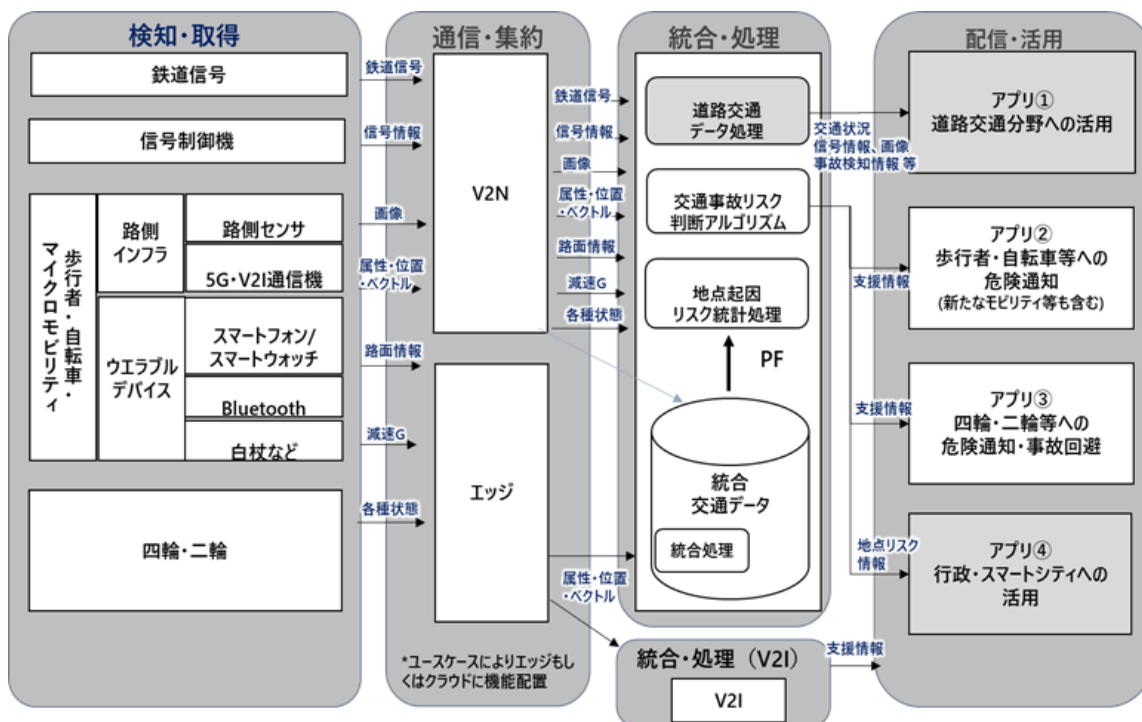 検知・取得
鉄道信号
信号制御機
歩行者・自転車・
マイクロモビリティ
路側
インフラ
路側センサ
5G・V2I通信機
ウエラブル
デバイス
スマートフォン/
スマートウォッチ
Bluetooth
白杖など
四輪・二輪
鉄道信号
信号情報
画像
属性・位置
・ベクトル
路面情報
減速G
各種状態
通信・集約
V2N
エッジ
*ユースケースによりエッジもし
くはクラウドに機能配置
鉄道信号
信号情報
画像
属性・位置
・ベクトル
路面情報
減速G
各種状態
属性・位置
・ベクトル
統合・処理
道路交通
データ処理
交通事故リスク
判断アルゴリズム
地点起因
リスク統計処理
PF
統合
交通データ
統合処理
統合・処理（V2I）
V2I
交通状況
信号情報、画像
事故検知情報 等
支援情報
支援情報
地点リスク
情報
支援情報
配信・活用
アプリ①
道路交通分野への活用
アプリ②
歩行者・自転車等への
危険通知
(新たなモビリティ等も含む)
アプリ③
四輪・二輪等への
危険通知・事故回避
アプリ④
行政・スマートシティへの
活用